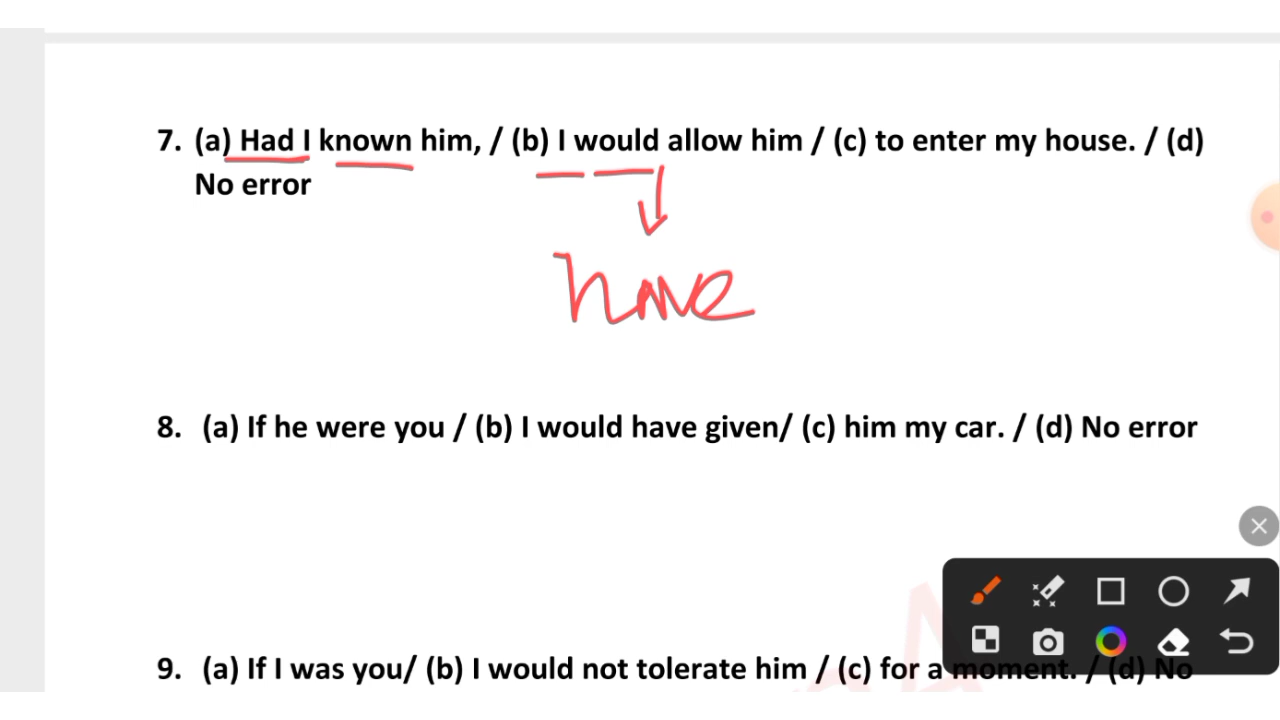 7. (a) Had I known him, / (b) I would allow him / (c) to enter my house. / (d)
No error
have
8. (a) If he were you / (b) I would have given/ (c) him my car. / (d) No error
9. (a) If I was you/ (b) I would not tolerate him / (c) for a moment. / (d) No